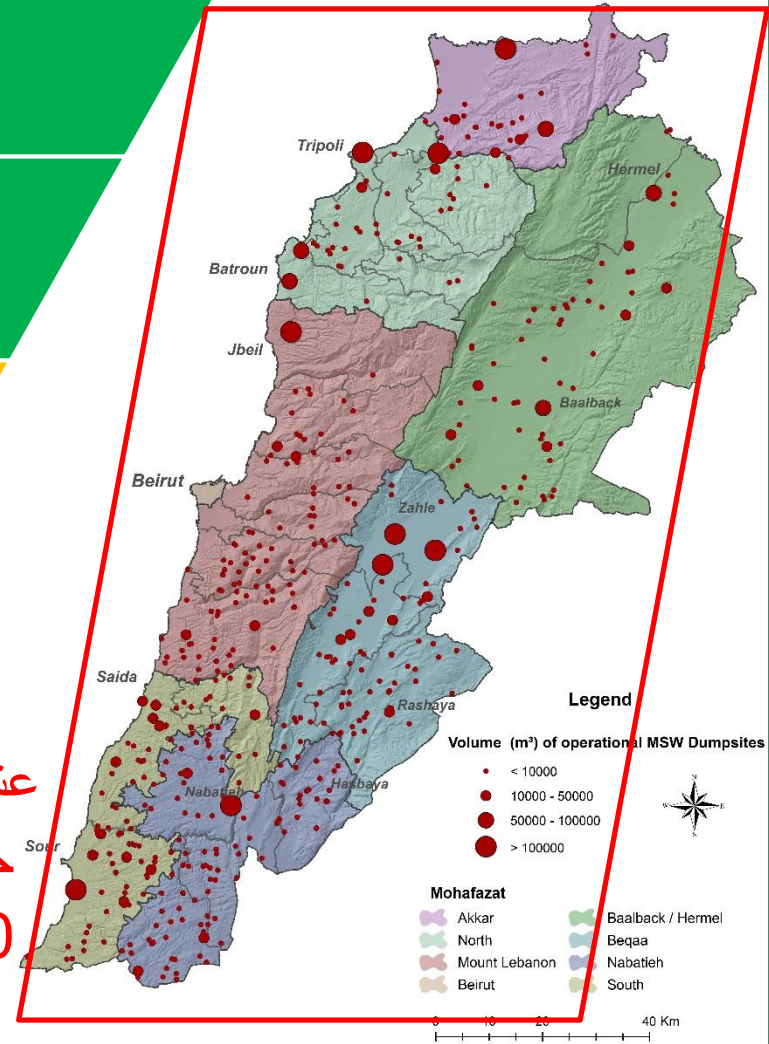 Tripoli
Hermel
Batroun
Jbeil
Baalback
Beirut
Zahle
Saida
Rashaya
Hasbaya
Nabatieh
Sour
Legend
Volume (m³) of operational MSW Dumpsites
< 10000
10000 - 50000
50000 - 100000
> 100000
N
W E
S
Mohafazat
Akkar
North
Mount Lebanon
Beirut
Baalback / Hermel
Beqaa
Nabatieh
South
0 10 20 40 Km